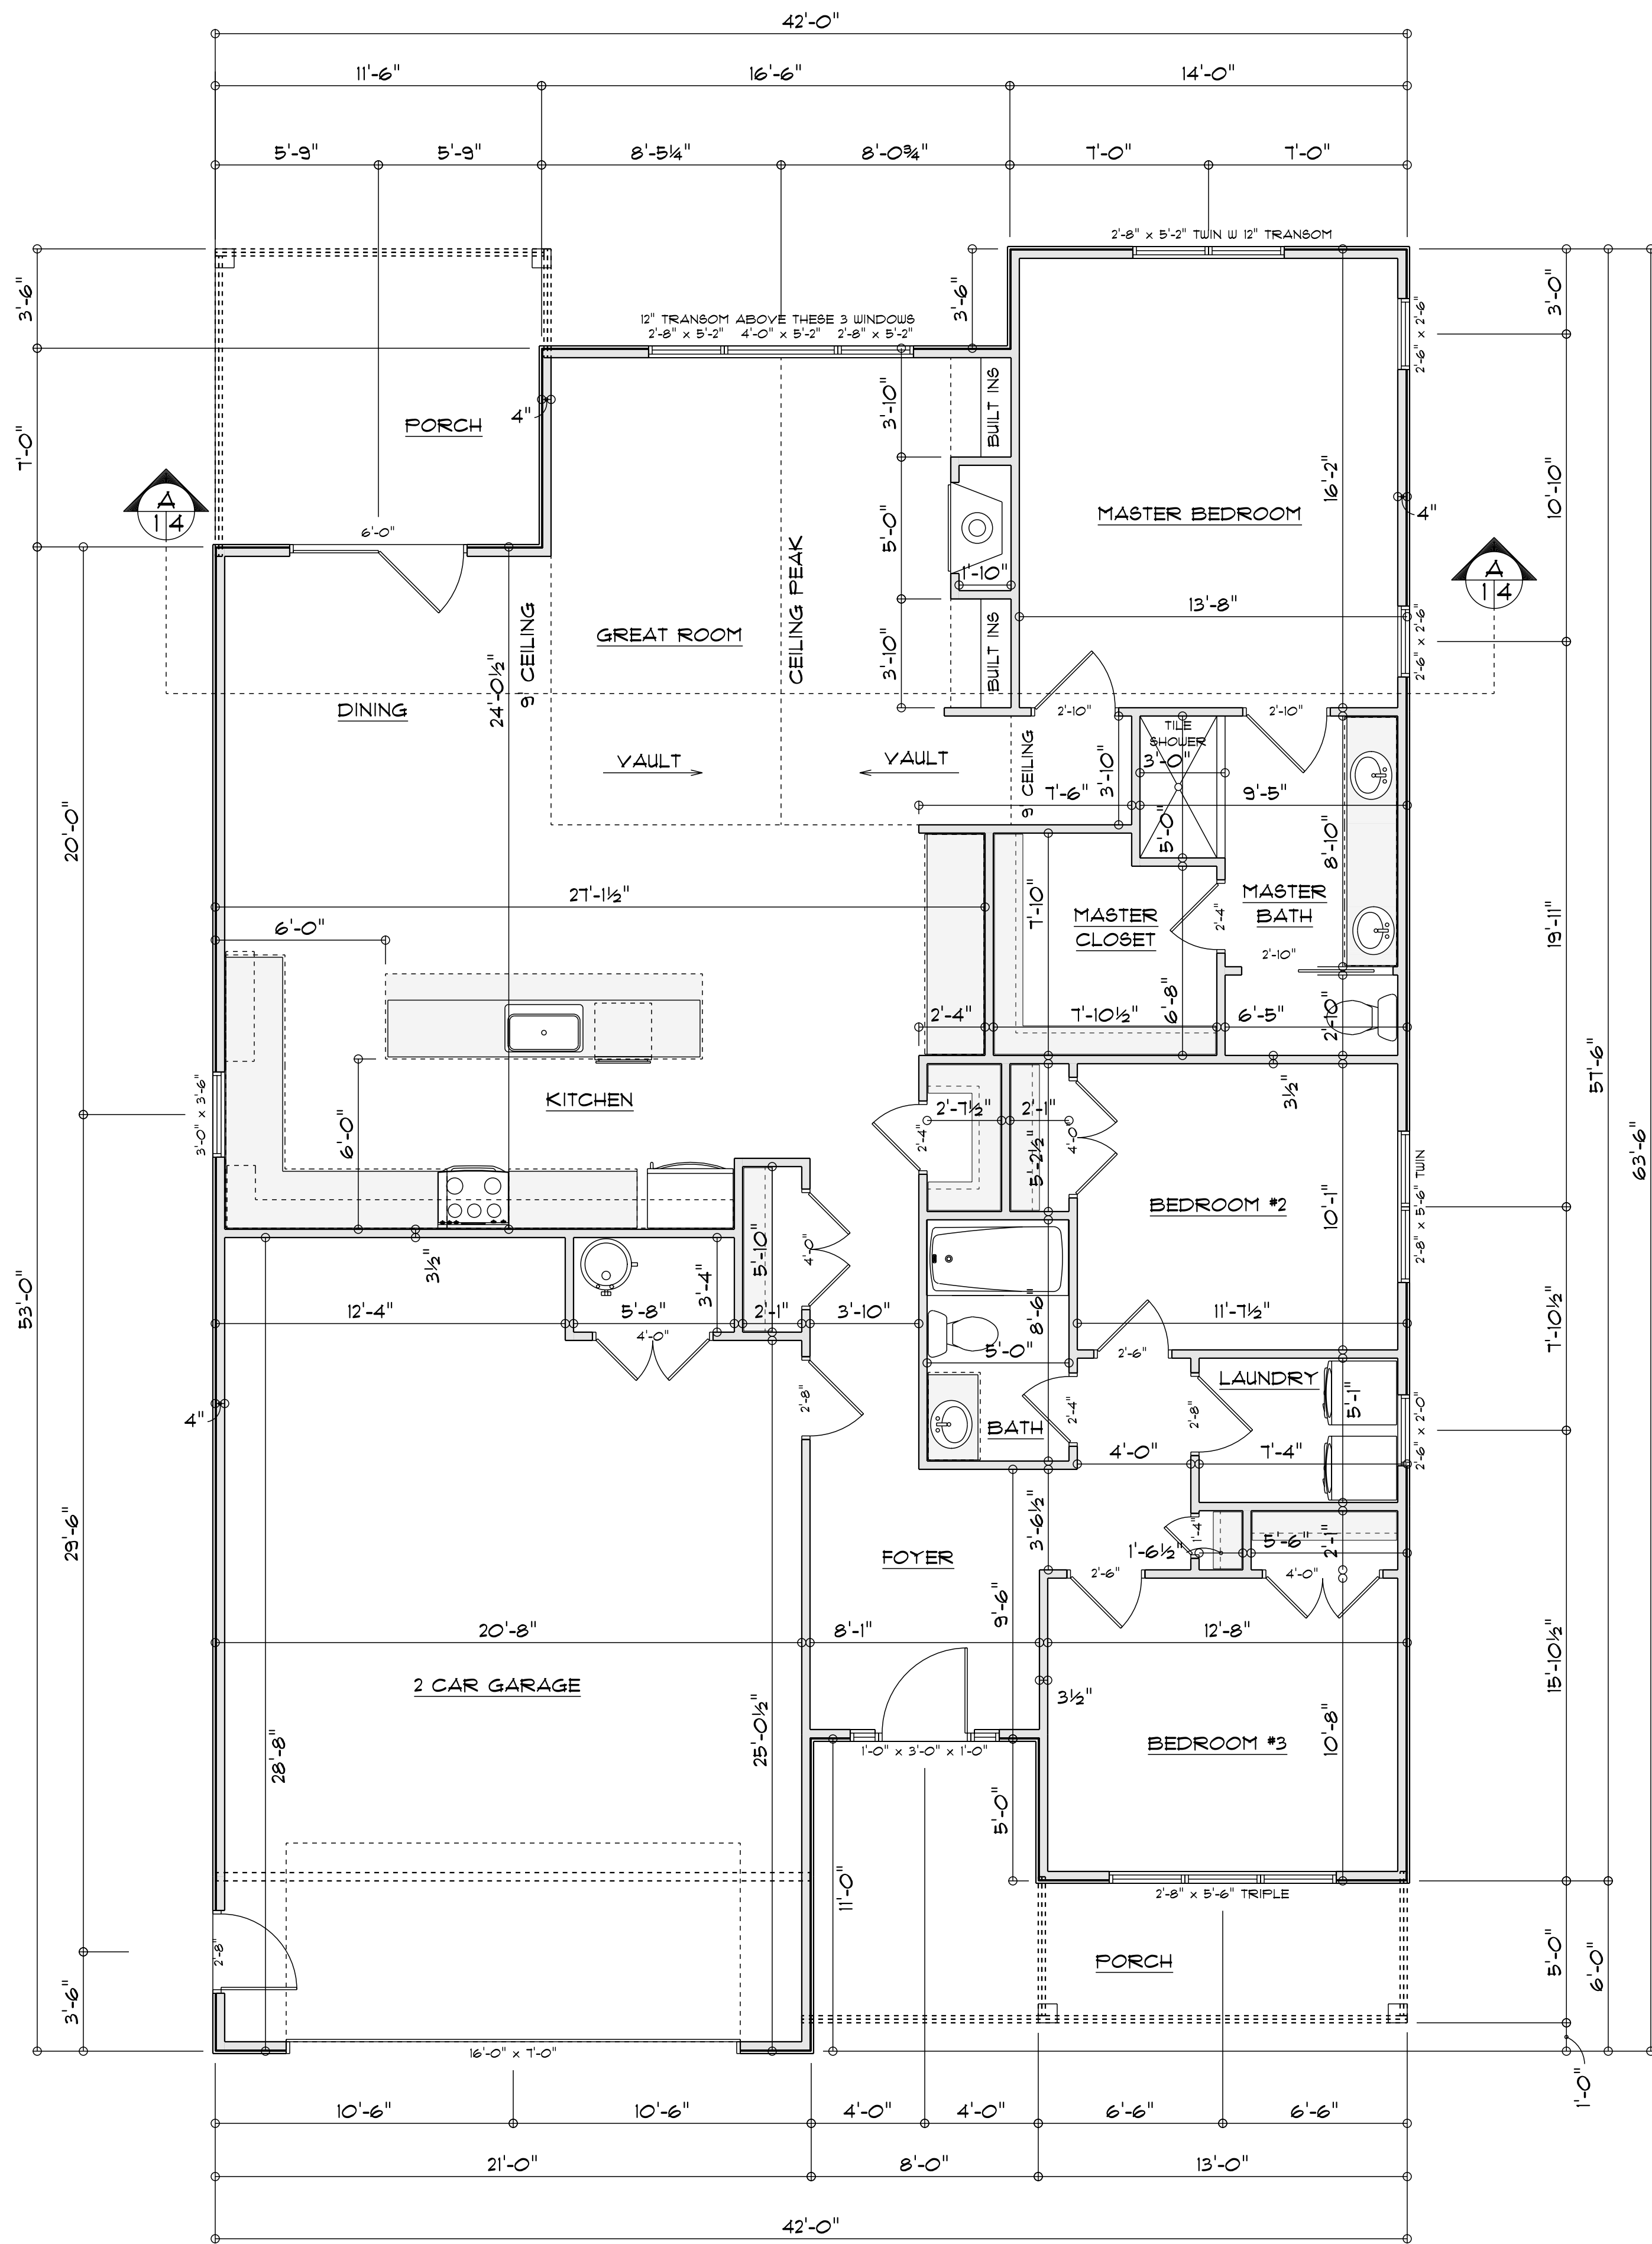 42'-0"
11'-6" 16'-6" 14'-0"
5'-9" 5'-9" 8'-5¼" 8'-0¾" 7'-0" 7'-0"
2'-8" x 5'-2" TWIN W 12" TRANSOM
3'-6"
3'-6"
3'-0"
2'-6" x 2'-6"
12" TRANSOM ABOVE THESE 3 WINDOWS
2'-8" x 5'-2" 4'-0" x 5'-2" 2'-8" x 5'-2"
7'-0"
PORCH
4"
3'-10"
BUILT INS
16'-2"
10'-10"
A
1 4
MASTER BEDROOM
4"
6'-0"
5'-0"
1'-10"
A
1 4
CEILING PEAK
9' CEILING
GREAT ROOM
13'-8"
2'-6" x 2'-6"
24'-0½"
3'-10"
BUILT INS
DINING
2'-10"
2'-10"
TILE
SHOWER
VAULT
VAULT
9' CEILING
3'-10"
3'-0"
7'-6"
9'-5"
20'-0"
5'-0"
8'-10"
27'-1½"
7'-10"
MASTER
CLOSET
2'-4"
MASTER
BATH
19'-11"
6'-0"
2'-10"
2'-4"
7'-10½"
6'-8"
6'-5"
2'-10"
57'-6"
3'-0" x 3'-6"
KITCHEN
6'-0"
2'-4"
2'-7½"
2'-1"
5'-2½"
4'-0"
3½"
63'-6"
BEDROOM #2
10'-1"
2'-8" x 5'-6" TWIN
53'-0"
3½"
5'-10"
4'-0"
12'-4"
5'-8"
3'-4"
2'-1"
3'-10"
4'-0"
8'-6"
11'-7½"
7'-10½"
5'-0"
2'-6"
LAUNDRY
5'-1"
4"
2'-8"
BATH
2'-4"
2'-8"
2'-6" x 2'-0"
4'-0"
7'-4"
29'-6"
FOYER
3'-6½"
1'-4"
1'-6½"
5'-6"
2'-1"
2'-6"
4'-0"
9'-6"
20'-8"
8'-1"
12'-8"
15'-10½"
2 CAR GARAGE
3½"
28'-8"
25'-0½"
1'-0" x 3'-0" x 1'-0"
BEDROOM #3
10'-8"
5'-0"
11'-0"
2'-8" x 5'-6" TRIPLE
2'-8"
PORCH
5'-0"
6'-0"
3'-6"
16'-0" x 7'-0"
1'-0"
10'-6" 10'-6" 4'-0" 4'-0" 6'-6" 6'-6"
21'-0" 8'-0" 13'-0"
42'-0"